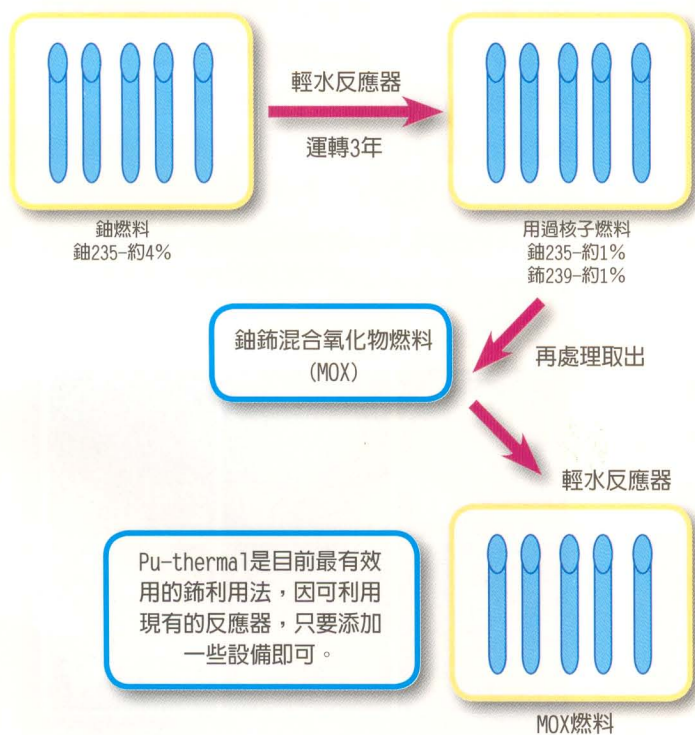 輕水反應器
運轉3年
鈾燃料
鈾235-約4%
用過核子燃料
鈾235-約1%
鈽239-約1%
鈾鈽混合氧化物燃料
(MOX)
再處理取出
輕水反應器
Pu-thermal是目前最有效
用的鈽利用法，因可利用
現有的反應器，只要添加
一些設備即可。
MOX燃料